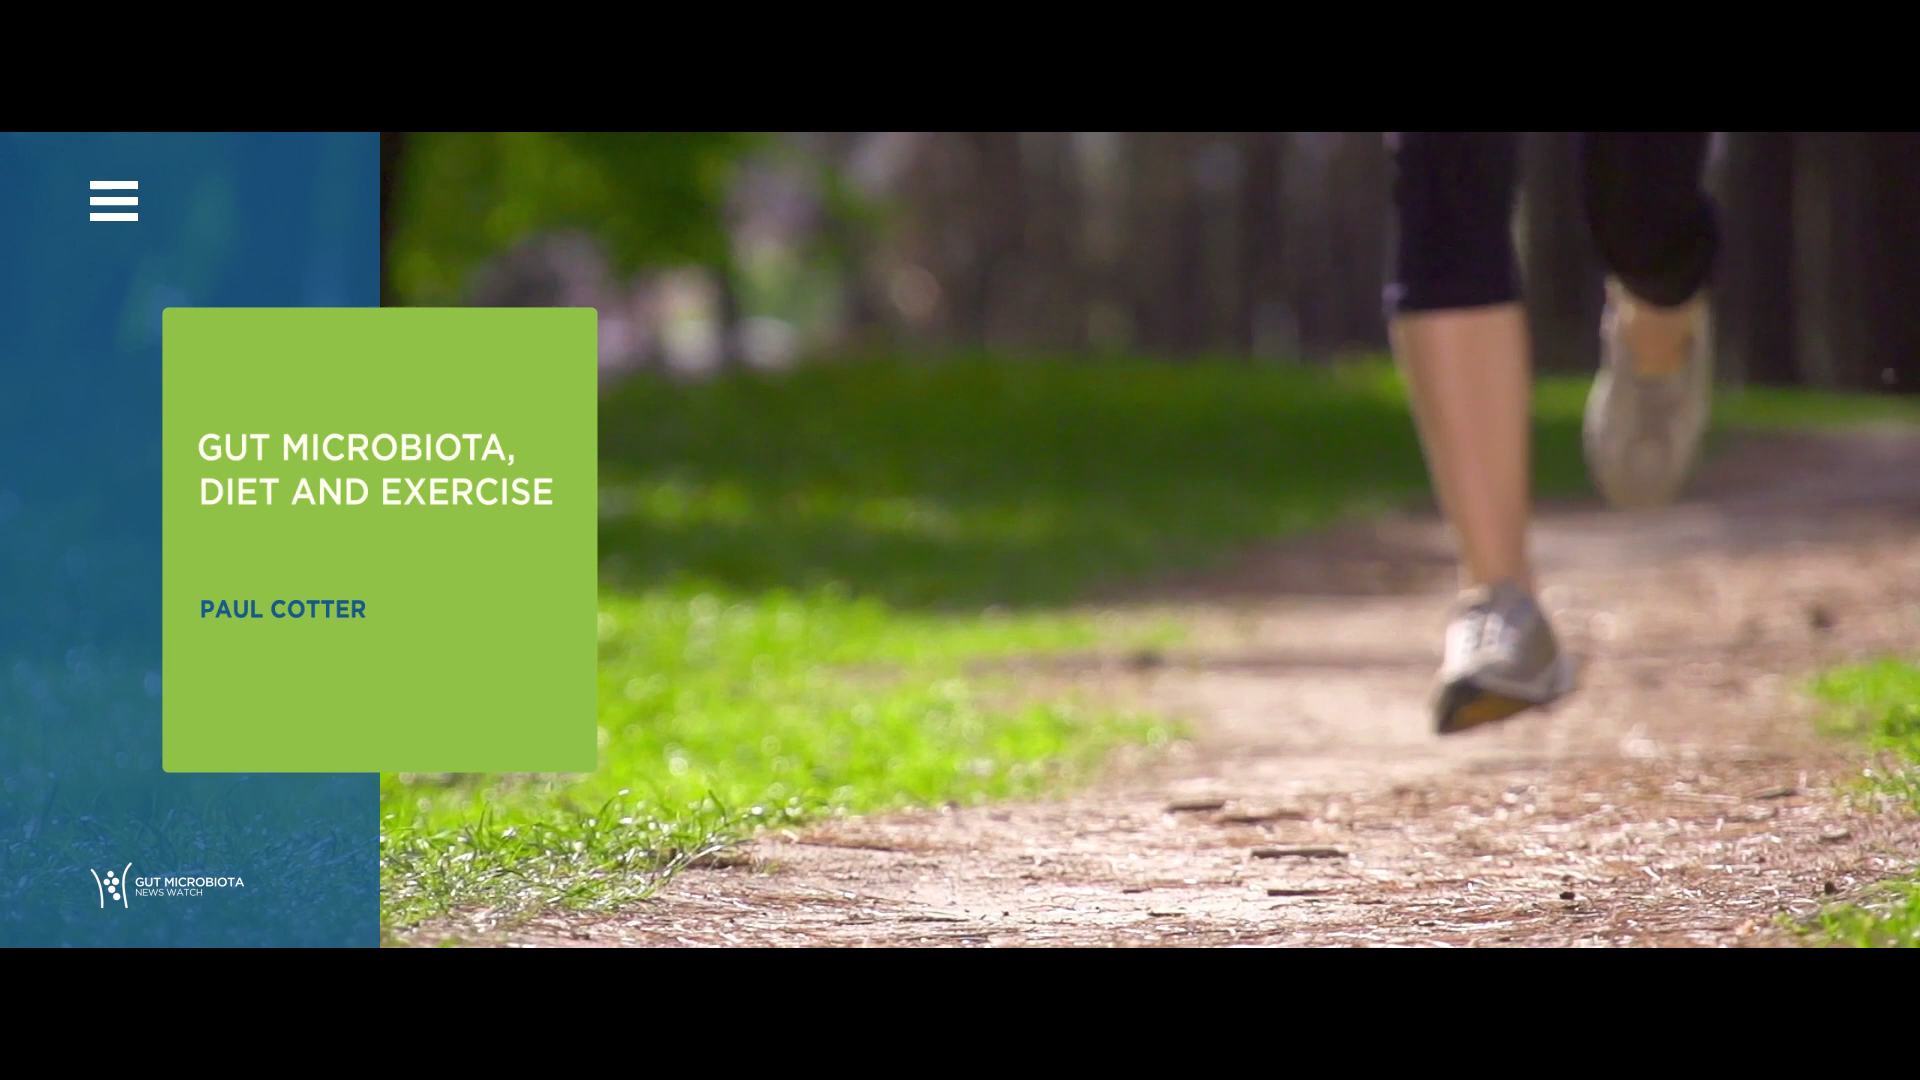 GUT MICROBIOTA,
DIET AND EXERCISE
PAUL COTTER
GUT MICROBIOTA
NEWS WATCH